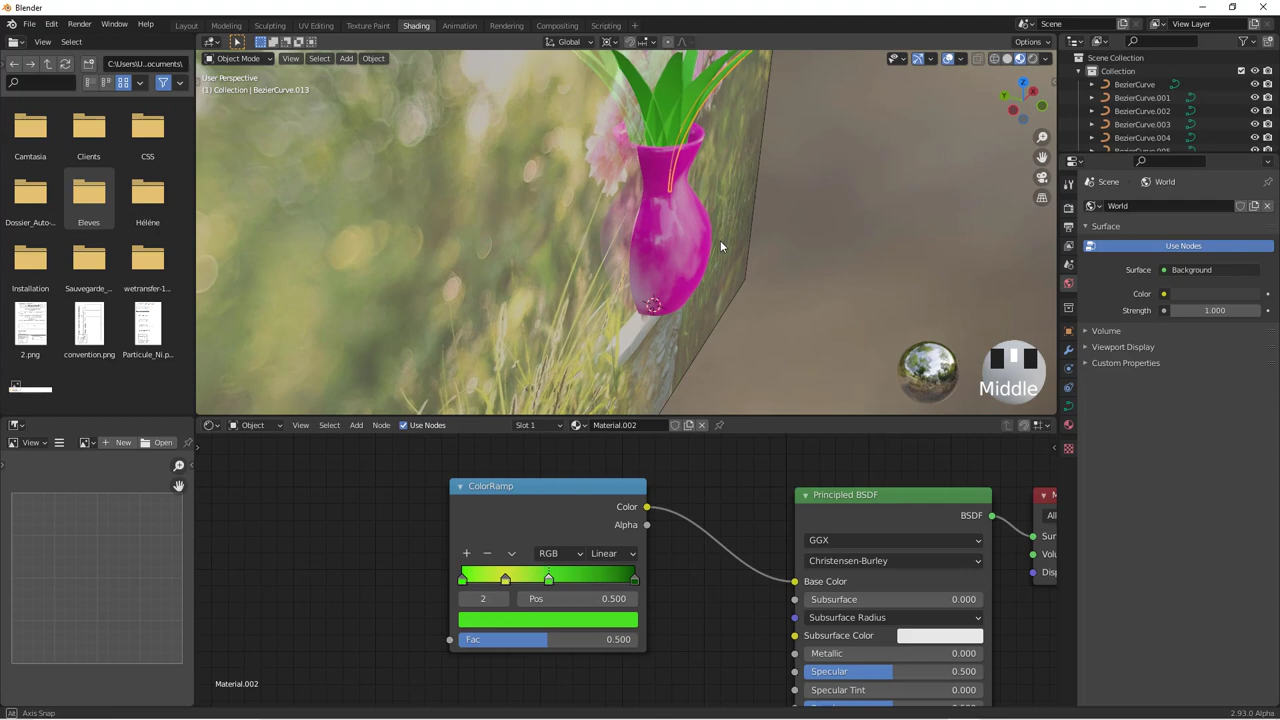 Blender
File Edit Render Window Help Layout Modeling Sculpting UV Editing Texture Paint Shading Animation Rendering Compositing Scripting Scene View Layer
View Select Global Options
C:\Users\U...ocuments\ Object Mode View Select Add Object Scene Collection
User Perspective
(1) Collection | BezierCurve.013
Collection
BezierCurve
BezierCurve.001
BezierCurve.002
BezierCurve.003
BezierCurve.004
Camtasia Clients CSS
Scene World
World
Dossier_Auto-... Eleves Héléne
Surface
Use Nodes
Surface Background
Color
Strength 1.000
Installation Sauvegarde_... wetransfer-1...
Volume
Viewport Display
Custom Properties
2.png convention.png Particule_Ni.p...
Middle
Object View Select Add Node Use Nodes Slot 1 Material.002
View New Open
ColorRamp
Color
Alpha
RGB Linear
2 Pos 0.500
Fac 0.500
Principled BSDF
BSDF
GGX
Christensen-Burley
Base Color
Subsurface 0.000
Subsurface Radius
Subsurface Color
Metallic 0.000
Specular 0.500
Specular Tint 0.000
M
All
Sur
Volu
Disp
Material.002
Axis Snap 2.93.0 Alpha